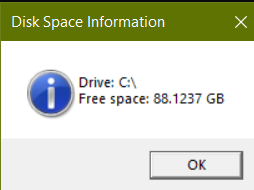 Disk Space Information
Drive: C:\
Free space: 88.1237 GB
OK